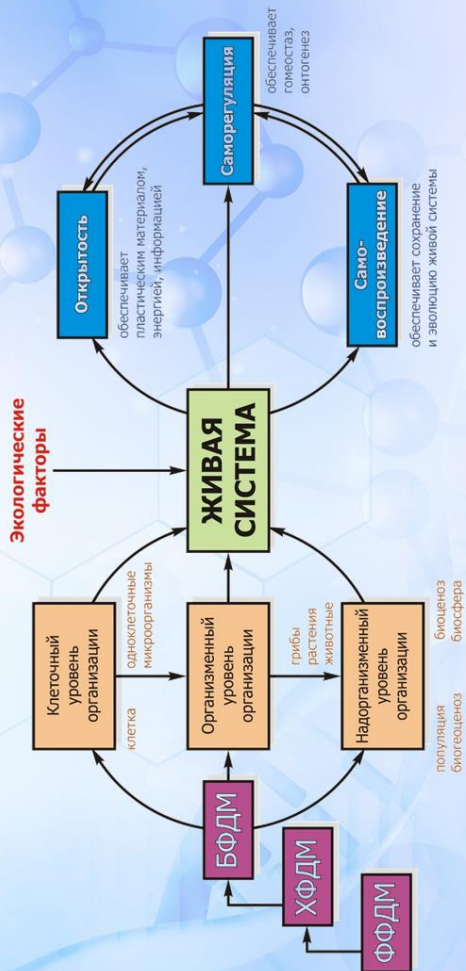 ФФДМ
ХФДМ
БФДМ
Клеточный
уровень
организации
клетка
одноклеточные
микроорганизмы
Организменный
уровень
организации
грибы
растения
животные
Надорганизменный
уровень
организации
популяция
биогеоценоз
биоценоз
биосфера
Экологические
факторы
ЖИВАЯ
СИСТЕМА
Открытость
обеспечивает
пластическим материалом,
энергией, информацией
Саморегуляция
обеспечивает
гомеостаз,
онтогенез
Само-
воспроизведение
обеспечивает сохранение
и эволюцию живой системы